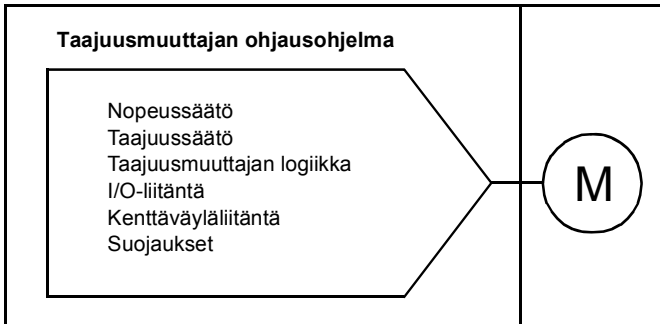 Taajuusmuuttajan ohjausohjelma
Nopeussäätö
Taajuussäätö
Taajuusmuuttajan logiikka
I/O-liitäntä
Kenttäväyläliitäntä
Suojaukset
M